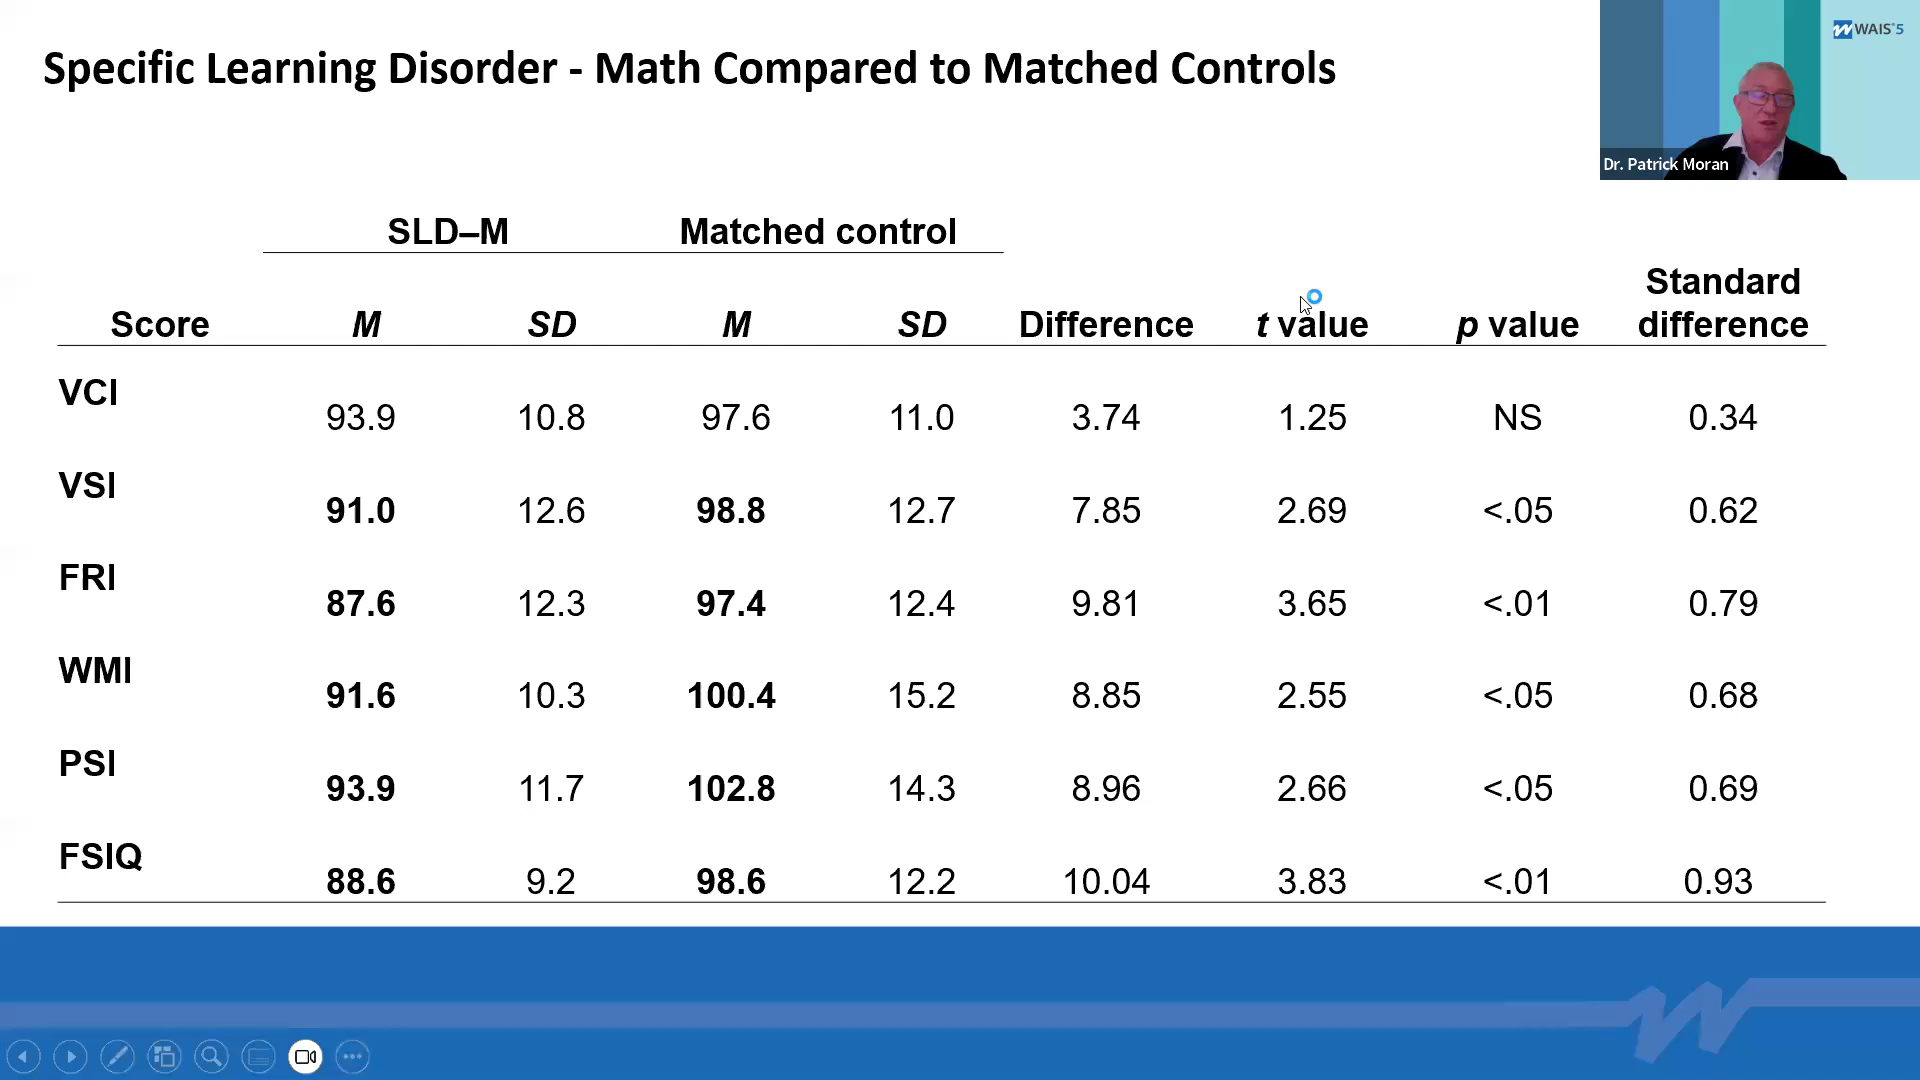 Specific Learning Disorder - Math Compared to Matched Controls
WAIS®5
Dr. Patrick Moran
SLD–M Matched control
Standard
Score M SD M SD Difference t value p value difference
VCI 93.9 10.8 97.6 11.0 3.74 1.25 NS 0.34
VSI 91.0 12.6 98.8 12.7 7.85 2.69 <.05 0.62
FRI 87.6 12.3 97.4 12.4 9.81 3.65 <.01 0.79
WMI 91.6 10.3 100.4 15.2 8.85 2.55 <.05 0.68
PSI 93.9 11.7 102.8 14.3 8.96 2.66 <.05 0.69
FSIQ 88.6 9.2 98.6 12.2 10.04 3.83 <.01 0.93